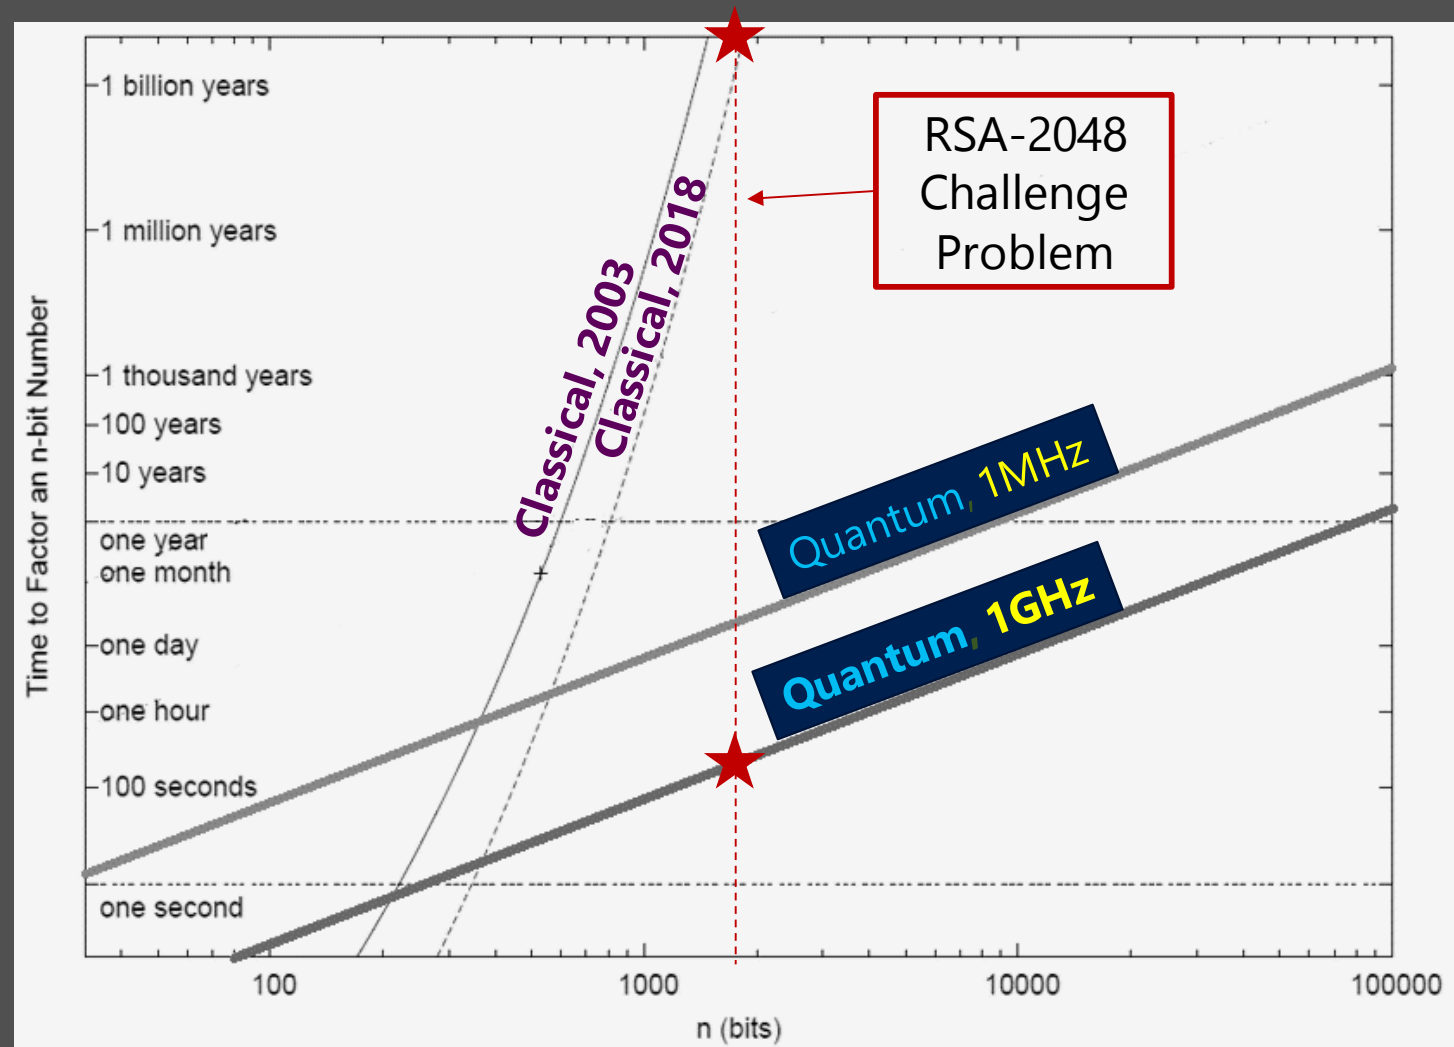 1 billion years
1 million years
1 thousand years
100 years
10 years
one year
one month
one day
one hour
100 seconds
one second
Time to Factor an n-bit Number
Classical, 2003
Classical, 2018
RSA-2048
Challenge
Problem
Quantum, 1MHz
Quantum, 1GHz
100
1000
10000
100000
n (bits)